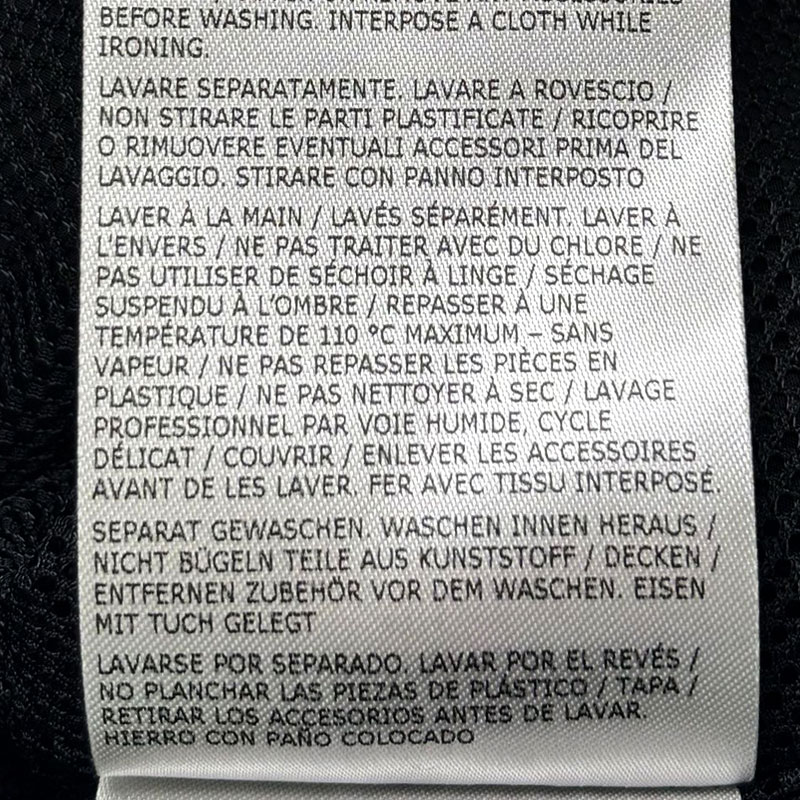 BEFORE WASHING. INTERPOSE A CLOTH WHILE
IRONING.
LAVARE SEPARATAMENTE. LAVARE A ROVESCIO /
NON STIRARE LE PARTI PLASTIFICATE / RICOPRIRE
O RIMUOVERE EVENTUALI ACCESSORI PRIMA DEL
LAVAGGIO. STIRARE CON PANNO INTERPOSTO
LAVER À LA MAIN / LAVÉS SÉPARÉMENT. LAVER À
L'ENVERS / NE PAS TRAITER AVEC DU CHLORE / NE
PAS UTILISER DE SÉCHOIR À LINGE / SÉCHAGE
SUSPENDU À L'OMBRE / REPASSER À UNE
TEMPÉRATURE DE 110 °C MAXIMUM – SANS
VAPEUR / NE PAS REPASSER LES PIÈCES EN
PLASTIQUE / NE PAS NETTOYER À SEC / LAVAGE
PROFESSIONNEL PAR VOIE HUMIDE, CYCLE
DÉLICAT / COUVRIR / ENLEVER LES ACCESSOIRES
AVANT DE LES LAVER. FER AVEC TISSU INTERPOSÉ.
SEPARAT GEWASCHEN. WASCHEN INNEN HERAUS /
NICHT BÜGELN TEILE AUS KUNSTSTOFF / DECKEN /
ENTFERNEN ZUBEHÖR VOR DEM WASCHEN. EISEN
MIT TUCH GELEGT
LAVARSE POR SEPARADO. LAVAR POR EL REVÉS /
NO PLANCHAR LAS PIEZAS DE PLÁSTICO / TAPA /
RETIRAR LOS ACCESORIOS ANTES DE LAVAR.
HIERRO CON PAÑO COLOCADO